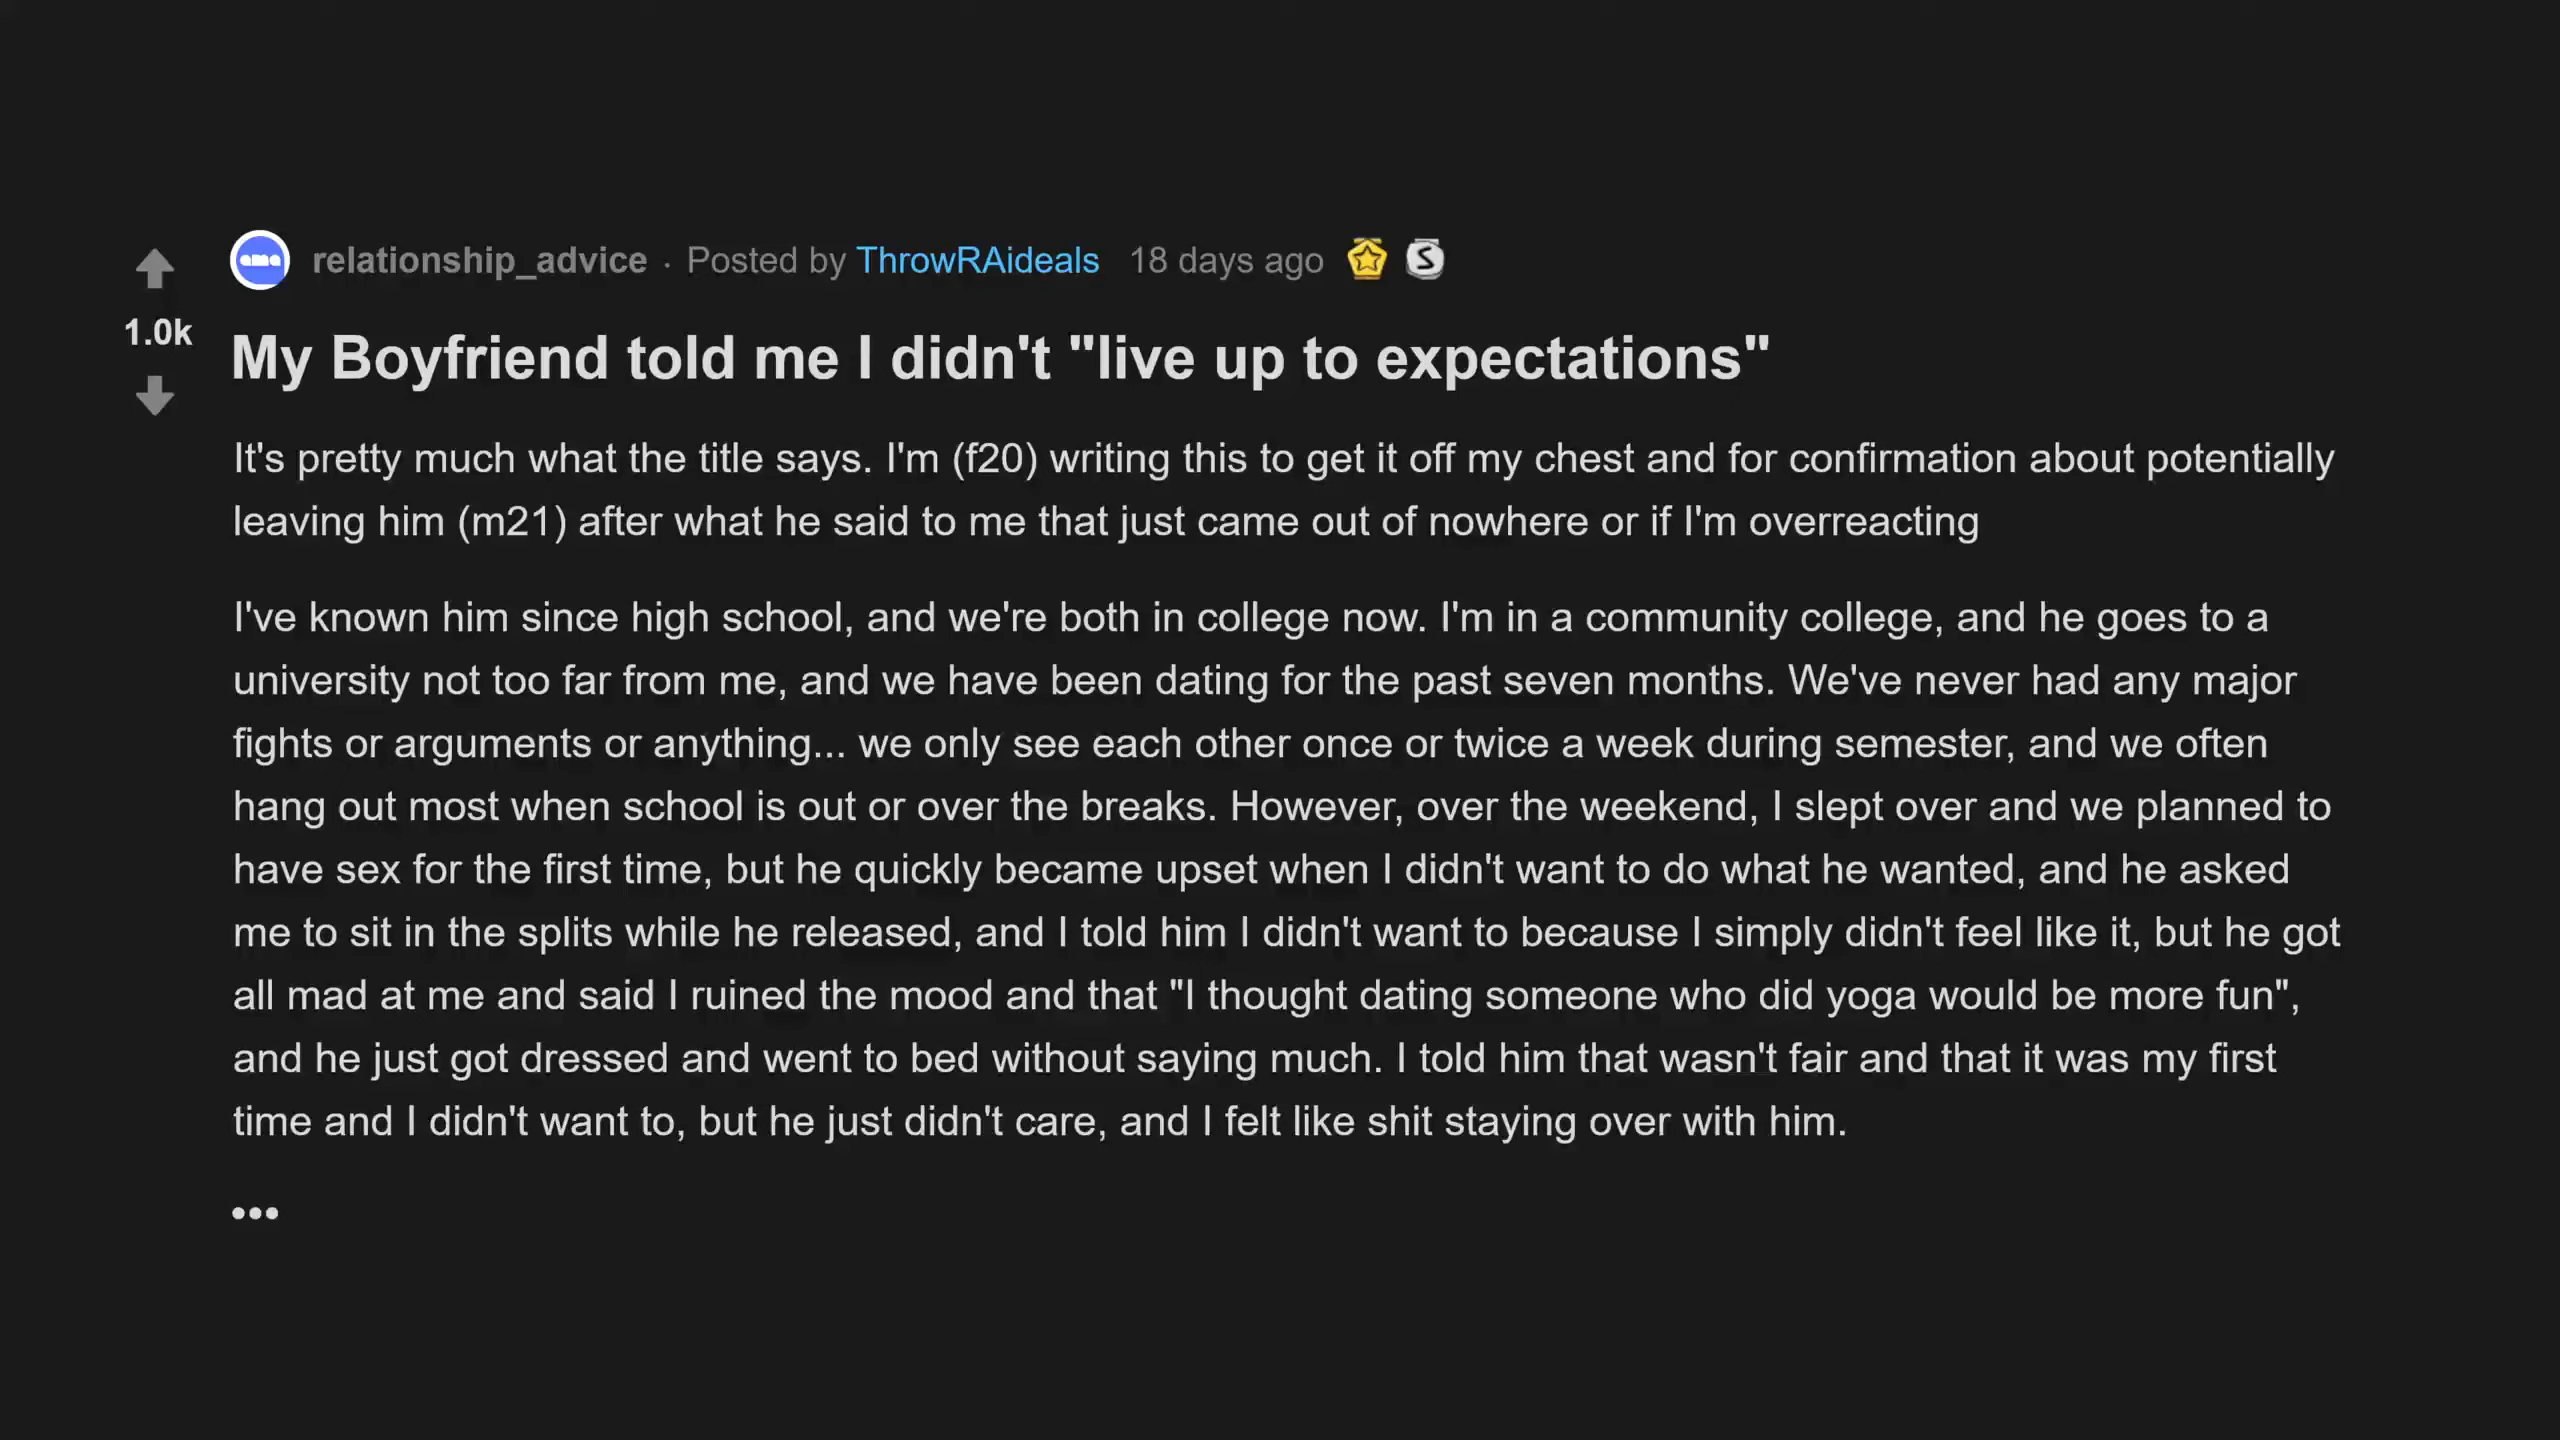 relationship_advice · Posted by ThrowRAideals 18 days ago
1.0k
My Boyfriend told me I didn't "live up to expectations"
It's pretty much what the title says. I'm (f20) writing this to get it off my chest and for confirmation about potentially
leaving him (m21) after what he said to me that just came out of nowhere or if I'm overreacting
I've known him since high school, and we're both in college now. I'm in a community college, and he goes to a
university not too far from me, and we have been dating for the past seven months. We've never had any major
fights or arguments or anything... we only see each other once or twice a week during semester, and we often
hang out most when school is out or over the breaks. However, over the weekend, I slept over and we planned to
have sex for the first time, but he quickly became upset when I didn't want to do what he wanted, and he asked
me to sit in the splits while he released, and I told him I didn't want to because I simply didn't feel like it, but he got
all mad at me and said I ruined the mood and that "I thought dating someone who did yoga would be more fun",
and he just got dressed and went to bed without saying much. I told him that wasn't fair and that it was my first
time and I didn't want to, but he just didn't care, and I felt like shit staying over with him.
•••